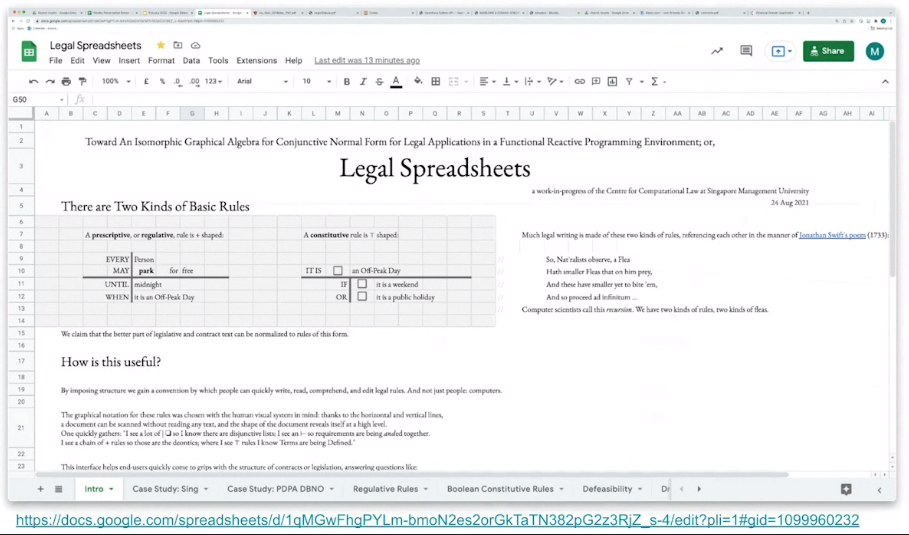 Legal Spreadsheets
File Edit View Insert Format Data Tools Extensions Help Last edit was 13 minutes ago
Share
M
100% £ % .0 .00 123 Arial 10 B I S A
G50 fx
A B C D E F G H I J K L M N O P Q R S T U V W X Y Z AA AB AC AD AE AF AG AH AI
1
2 Toward An Isomorphic Graphical Algebra for Conjunctive Normal Form for Legal Applications in a Functional Reactive Programming Environment; or,
3 Legal Spreadsheets
4 a work-in-progress of the Centre for Computational Law at Singapore Management University
24 Aug 2021
5 There are Two Kinds of Basic Rules
6
7 A prescriptive, or regulative, rule is + shaped: A constitutive rule is ⊤ shaped: Much legal writing is made of these two kinds of rules, referencing each other in the manner of Jonathan Swift's poem (1733):
8
9 EVERY Person So, Nat'ralists observe, a Flea
10 MAY park for free IT IS an Off-Peak Day Hath smaller Fleas that on him prey,
11 UNTIL midnight IF it is a weekend And these have smaller yet to bite 'em,
12 WHEN it is an Off-Peak Day OR it is a public holiday And so proceed ad infinitum ...
13 Computer scientists call this recursion. We have two kinds of rules, two kinds of fleas.
14
15 We claim that the better part of legislative and contract text can be normalized to rules of this form.
16
17 How is this useful?
18
19 By imposing structure we gain a convention by which people can quickly write, read, comprehend, and edit legal rules. And not just people: computers.
20
The graphical notation for these rules was chosen with the human visual system in mind: thanks to the horizontal and vertical lines,
a document can be scanned without reading any text, and the shape of the document reveals itself at a high level.
21 One quickly gathers: "I see a lot of | ❏ so I know there are disjunctive lists; I see an ⊢ so requirements are being anded together.
I see a chain of + rules so those are the deontics; where I see ⊤ rules I know Terms are being Defined."
22
23 This interface helps end-users quickly come to grips with the structure of contracts or legislation, answering questions like:
Intro Case Study: Sing Case Study: PDPA DBNO Regulative Rules Boolean Constitutive Rules Defeasibility
https://docs.google.com/spreadsheets/d/1qMGwFhgPYLm-bmoN2es2orGkTaTN382pG2z3RjZ_s-4/edit?pli=1#gid=1099960232